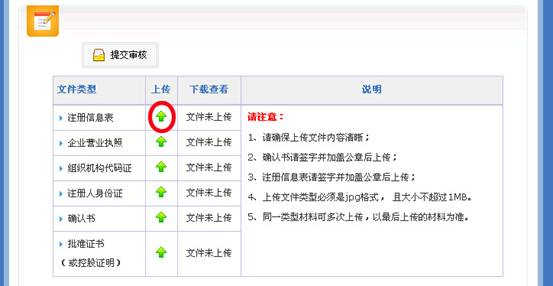 提交审核
文件类型 上传 下载查看 说明
注册信息表 文件未上传 请注意：
1、请确保上传文件内容清晰；
企业营业执照 文件未上传
2、确认书请签字并加盖公章后上传；
组织机构代码证 文件未上传
3、注册信息表请签字并加盖公章后上传；
注册人身份证 文件未上传
4、上传文件类型必须是jpg格式， 且大小不超过1MB。
确认书 文件未上传
5、同一类型材料可多次上传，以最后上传的材料为准。
批准证书 文件未上传
（或控股证明）